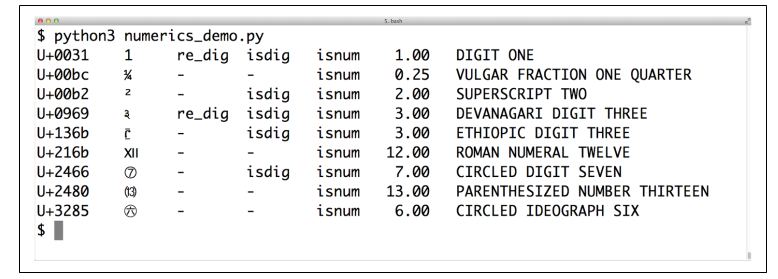 5. bash
$ python3 numerics_demo.py
U+0031 1 re_dig isdig isnum 1.00 DIGIT ONE
U+00bc ¼ - - isnum 0.25 VULGAR FRACTION ONE QUARTER
U+00b2 ² - isdig isnum 2.00 SUPERSCRIPT TWO
U+0969 ३ re_dig isdig isnum 3.00 DEVANAGARI DIGIT THREE
U+136b ፫ - isdig isnum 3.00 ETHIOPIC DIGIT THREE
U+216b Ⅻ - - isnum 12.00 ROMAN NUMERAL TWELVE
U+2466 ⑦ - isdig isnum 7.00 CIRCLED DIGIT SEVEN
U+2480 ⒀ - - isnum 13.00 PARENTHESIZED NUMBER THIRTEEN
U+3285 ㊅ - - isnum 6.00 CIRCLED IDEOGRAPH SIX
$